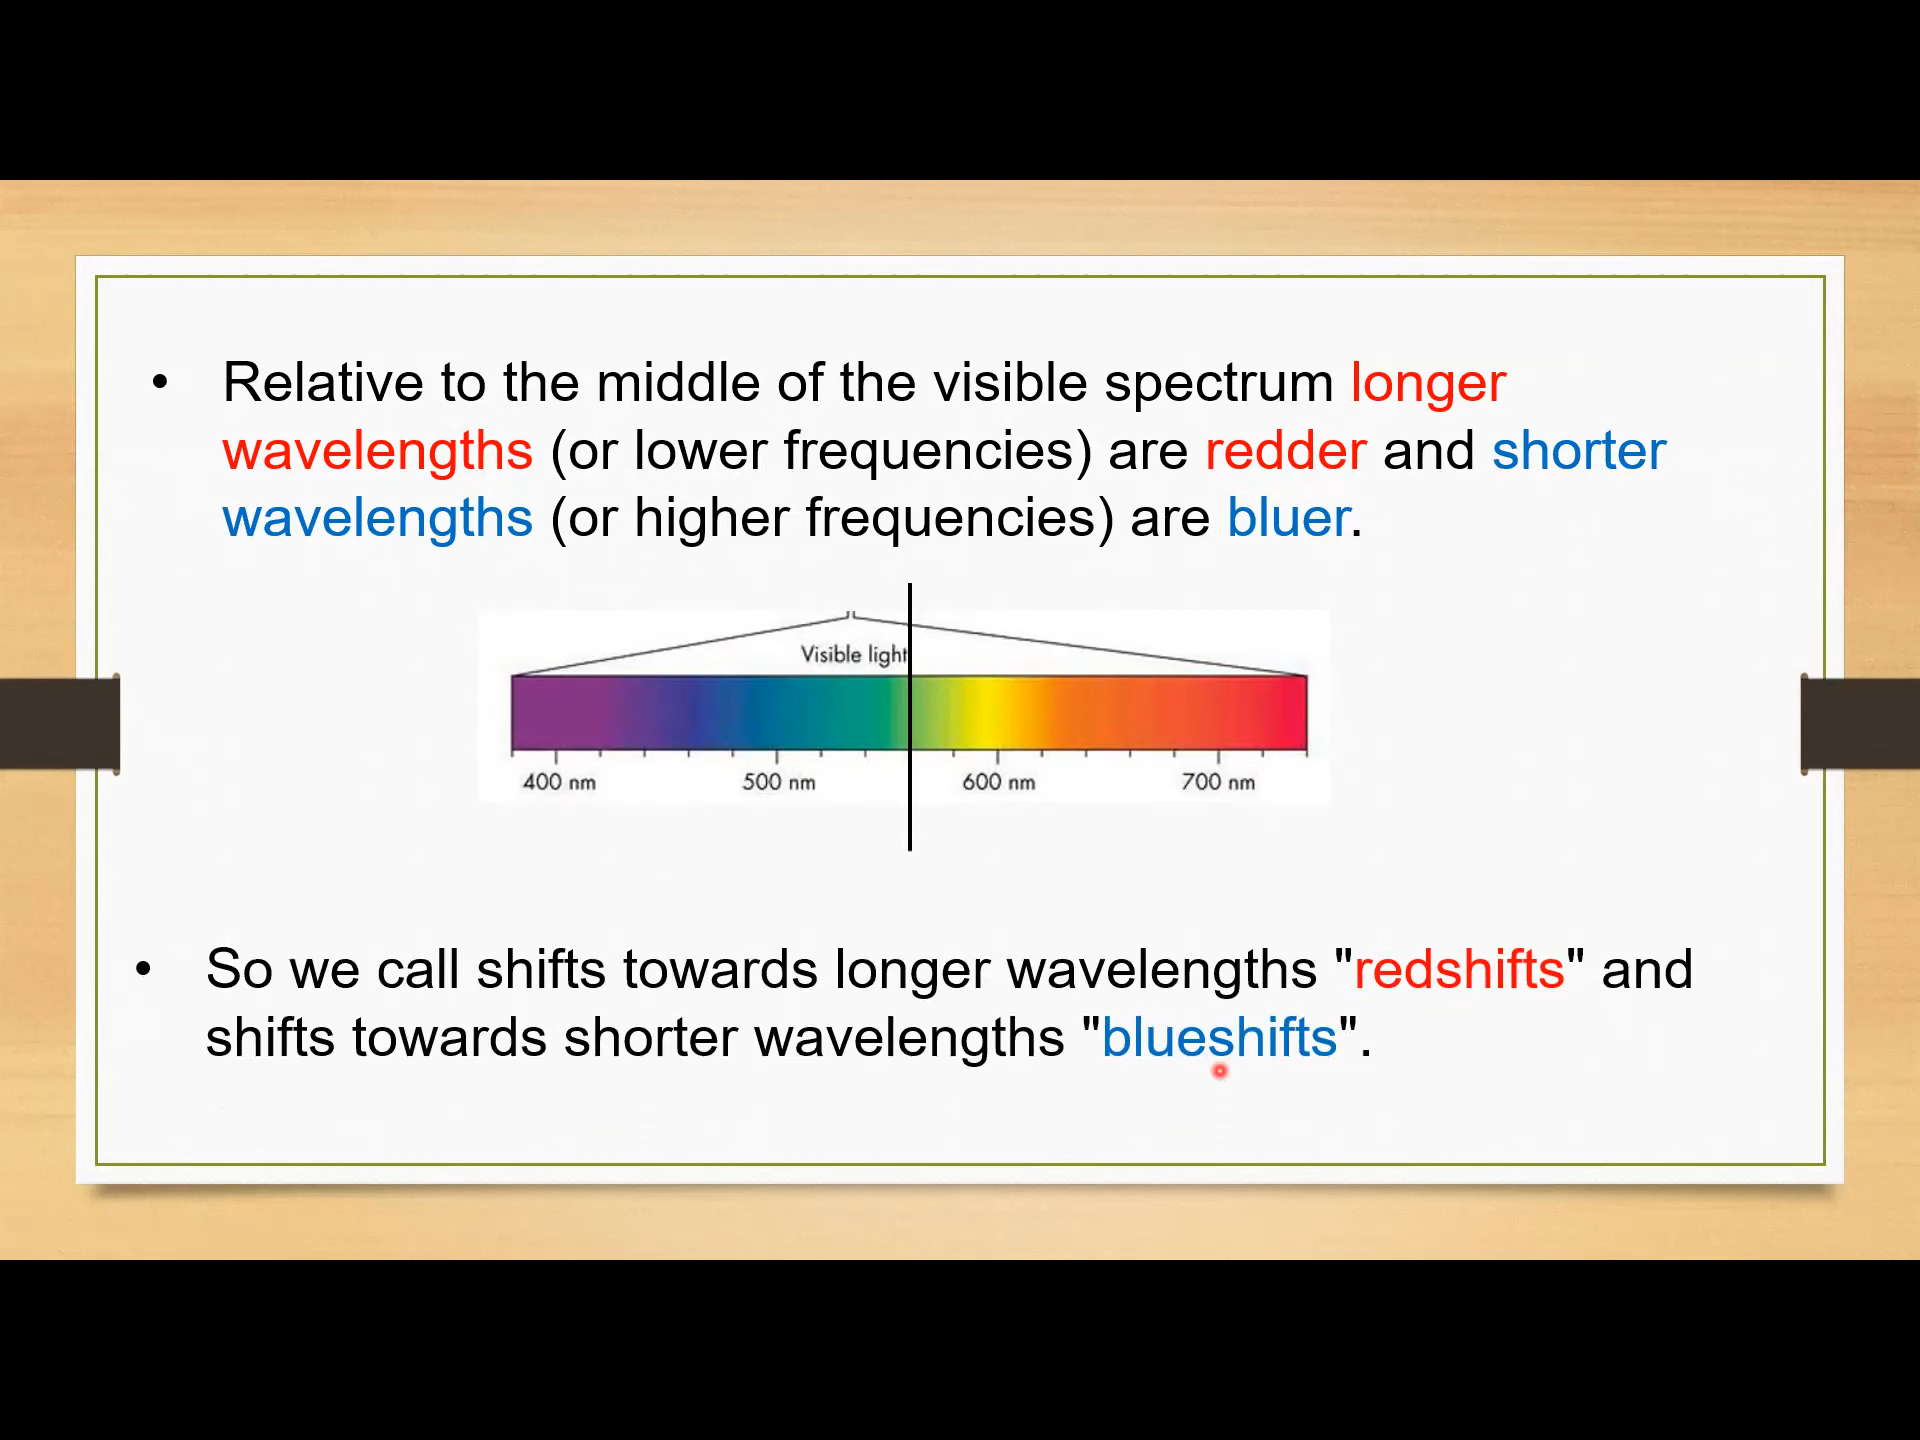 • Relative to the middle of the visible spectrum longer
wavelengths (or lower frequencies) are redder and shorter
wavelengths (or higher frequencies) are bluer.
Visible light
400 nm 500 nm 600 nm 700 nm
• So we call shifts towards longer wavelengths "redshifts" and
shifts towards shorter wavelengths "blueshifts".